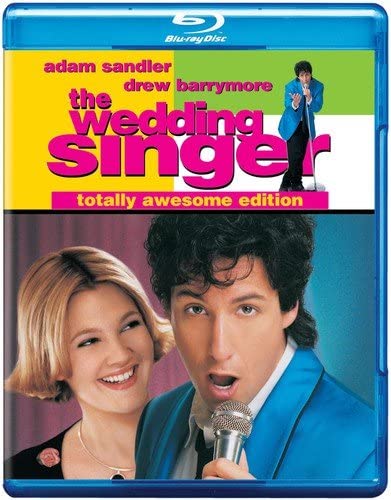 Blu-ray Disc
adam sandler
drew barrymore
the
wedding
singer
totally awesome edition